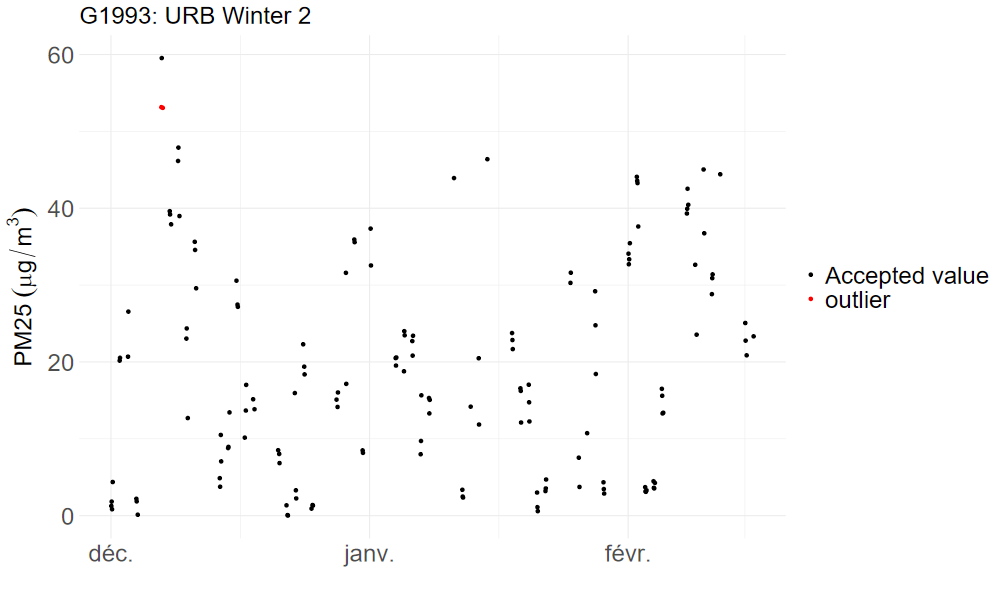 G1993: URB Winter 2
PM25 (μg/m³)
60
40
20
0
déc.
janv.
févr.
Accepted value
outlier